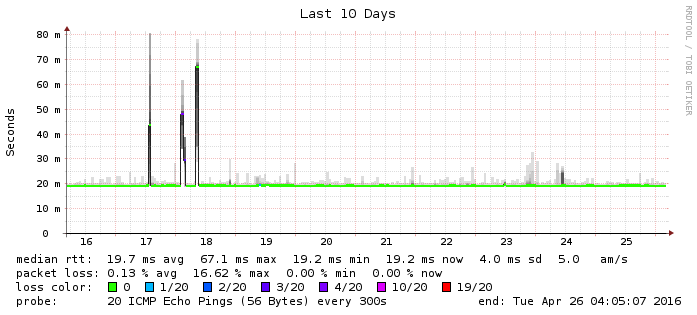 Last 10 Days
RRDTOOL / TOBI OETIKER
Seconds
80 m
70 m
60 m
50 m
40 m
30 m
20 m
10 m
0
16 17 18 19 20 21 22 23 24 25
median rtt: 19.7 ms avg 67.1 ms max 19.2 ms min 19.2 ms now 4.0 ms sd 5.0 am/s
packet loss: 0.13 % avg 16.62 % max 0.00 % min 0.00 % now
loss color: 0 1/20 2/20 3/20 4/20 10/20 19/20
probe: 20 ICMP Echo Pings (56 Bytes) every 300s end: Tue Apr 26 04:05:07 2016